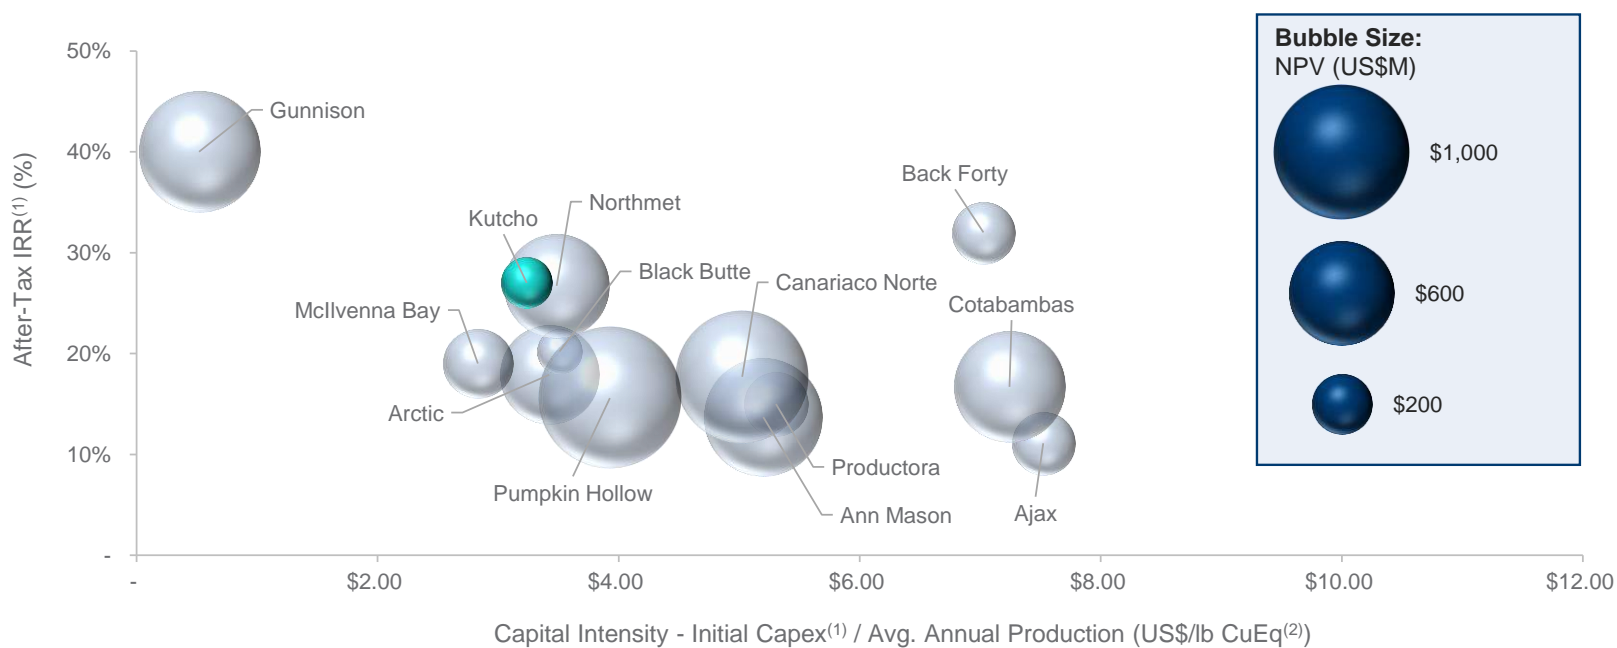 Bubble Size:
NPV (US$M)
$1,000
$600
$200
After-Tax IRR(1) (%)
50%
40%
30%
20%
10%
-
Gunnison
Back Forty
Northmet
Kutcho
Black Butte
Canariaco Norte
Cotabambas
McIlvenna Bay
Arctic
Productora
Pumpkin Hollow
Ann Mason
Ajax
-
$2.00
$4.00
$6.00
$8.00
$10.00
$12.00
Capital Intensity - Initial Capex(1) / Avg. Annual Production (US$/lb CuEq(2))